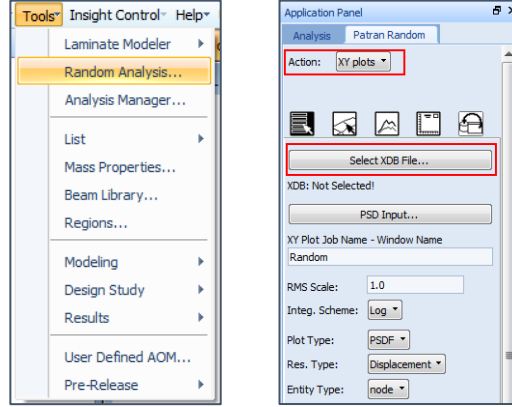 Tools Insight Control Help
Laminate Modeler
Random Analysis...
Analysis Manager...
List
Mass Properties...
Beam Library...
Regions...
Modeling
Design Study
Results
User Defined AOM...
Pre-Release
Application Panel
Analysis Patran Random
Action: XY plots
Select XDB File...
XDB: Not Selected!
PSD Input...
XY Plot Job Name - Window Name
Random
RMS Scale: 1.0
Integ. Scheme: Log
Plot Type: PSDF
Res. Type: Displacement
Entity Type: node